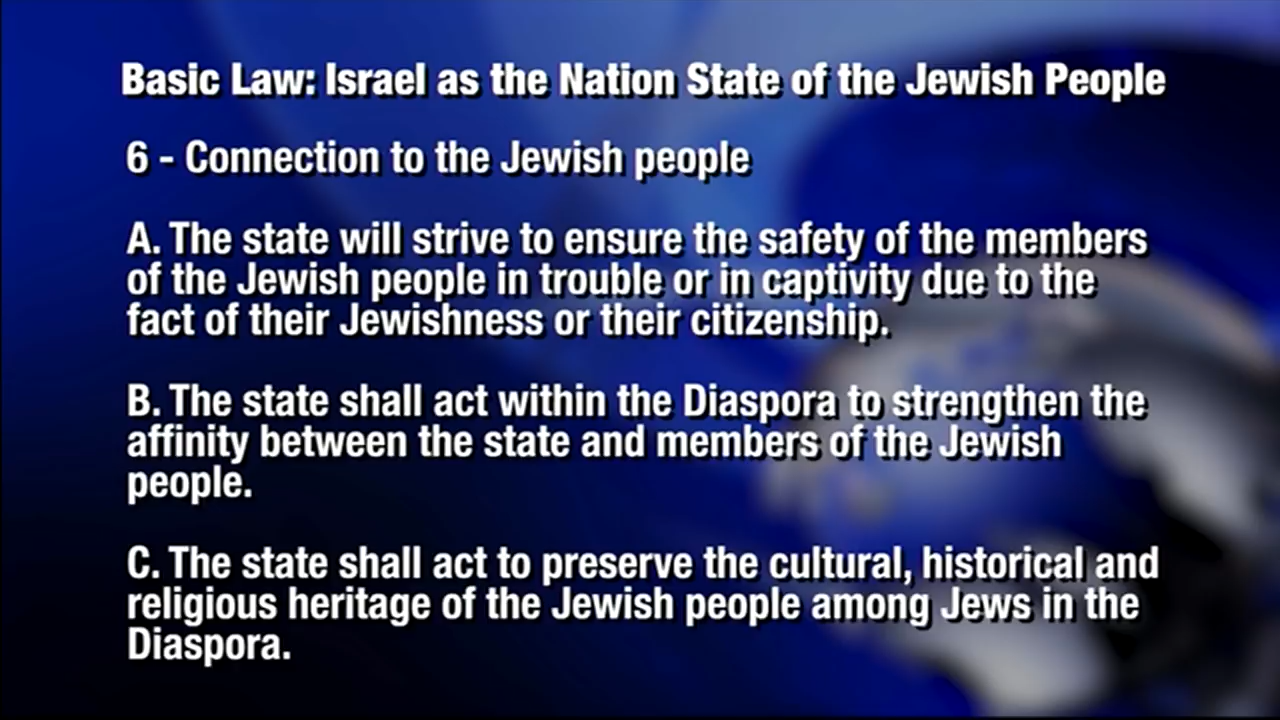 Basic Law: Israel as the Nation State of the Jewish People
6 - Connection to the Jewish people
A. The state will strive to ensure the safety of the members
of the Jewish people in trouble or in captivity due to the
fact of their Jewishness or their citizenship.
B. The state shall act within the Diaspora to strengthen the
affinity between the state and members of the Jewish
people.
C. The state shall act to preserve the cultural, historical and
religious heritage of the Jewish people among Jews in the
Diaspora.